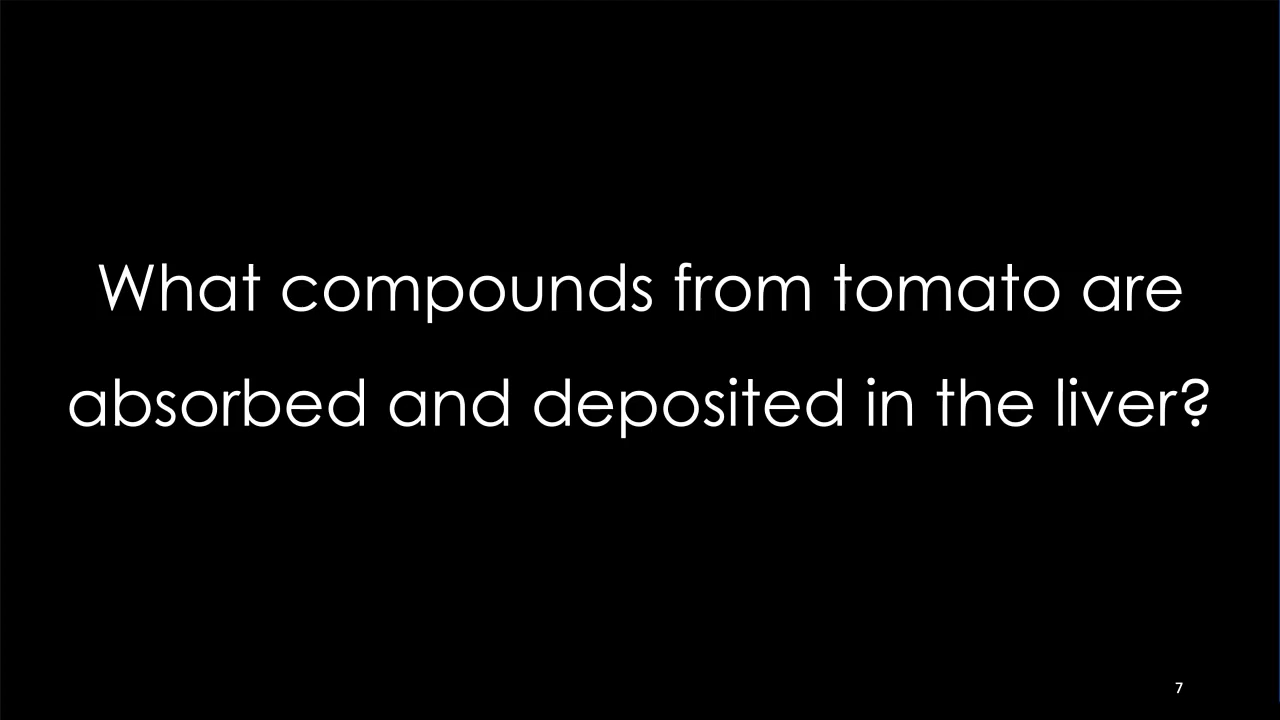 What compounds from tomato are
absorbed and deposited in the liver?
7